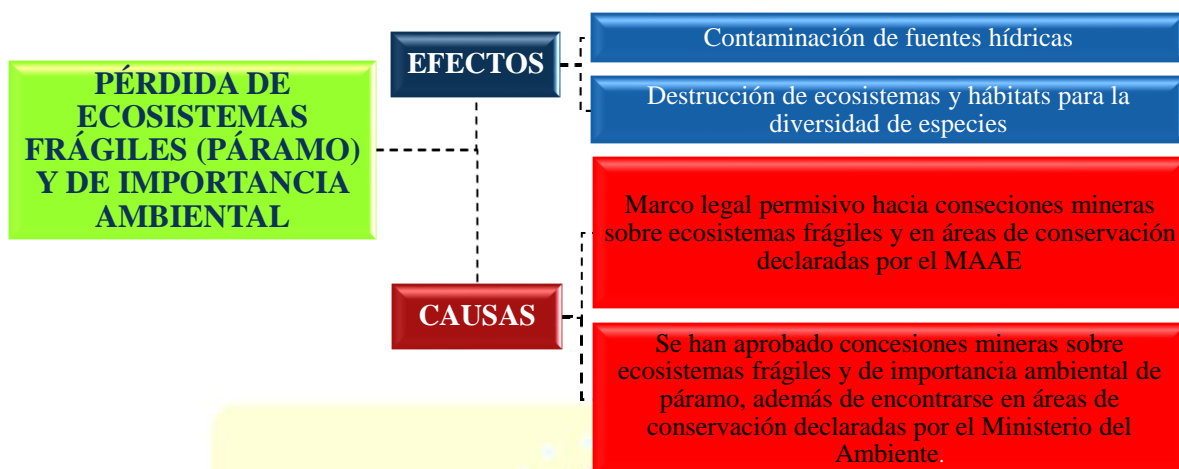 PÉRDIDA DE
ECOSISTEMAS
FRÁGILES (PÁRAMO)
Y DE IMPORTANCIA
AMBIENTAL
EFECTOS
Contaminación de fuentes hídricas
Destrucción de ecosistemas y hábitats para la
diversidad de especies
CAUSAS
Marco legal permisivo hacia conseciones mineras
sobre ecosistemas frágiles y en áreas de conservación
declaradas por el MAAE
Se han aprobado concesiones mineras sobre
ecosistemas frágiles y de importancia ambiental de
páramo, además de encontrarse en áreas de
conservación declaradas por el Ministerio del
Ambiente.